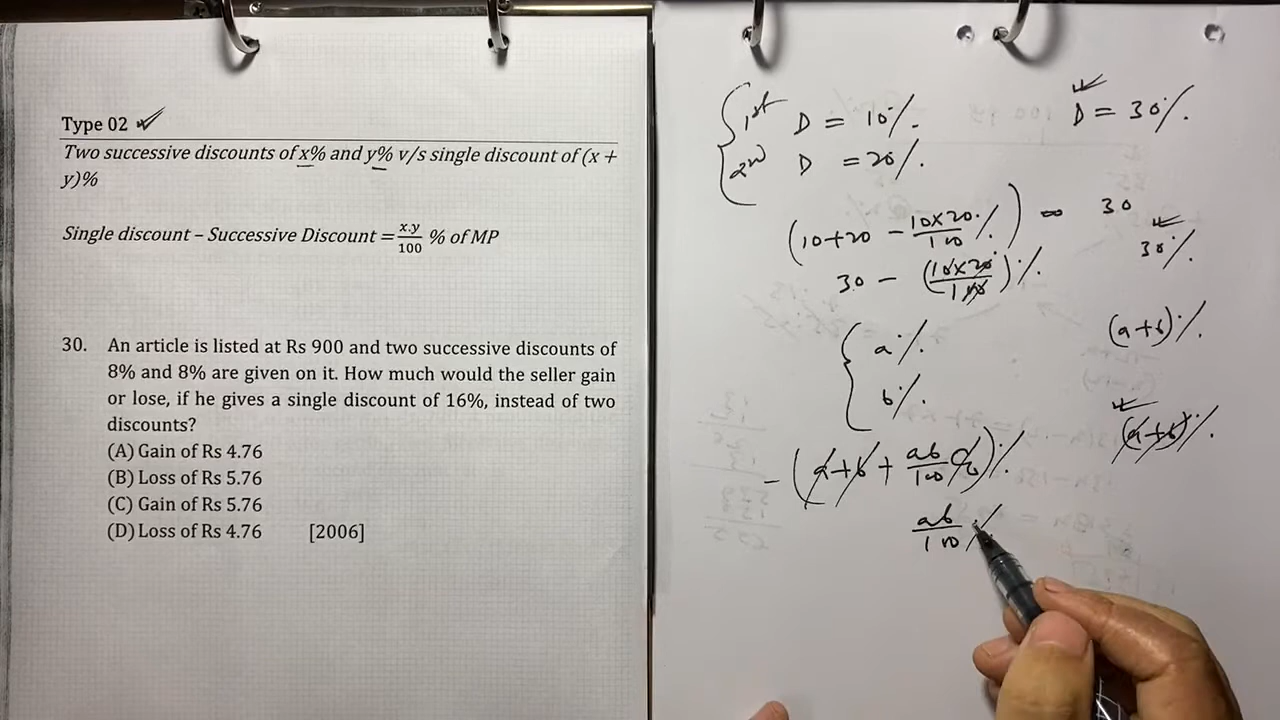 Type 02 ✓
Two successive discounts of x% and y% v/s single discount of (x +
y)%
Single discount – Successive Discount = x.y/100 % of MP
30. An article is listed at Rs 900 and two successive discounts of
8% and 8% are given on it. How much would the seller gain
or lose, if he gives a single discount of 16%, instead of two
discounts?
(A) Gain of Rs 4.76
(B) Loss of Rs 5.76
(C) Gain of Rs 5.76
(D) Loss of Rs 4.76 [2006]
1st D = 10%. D = 30%.
2nd D = 20%.
(10+20 - 10x20/100 %) 30
30 - (10x20/100)%. 30%.
a%. (a+b)%.
b%.
(a+b)%.
- (a+b + ab/100 %)%.
ab/100 %